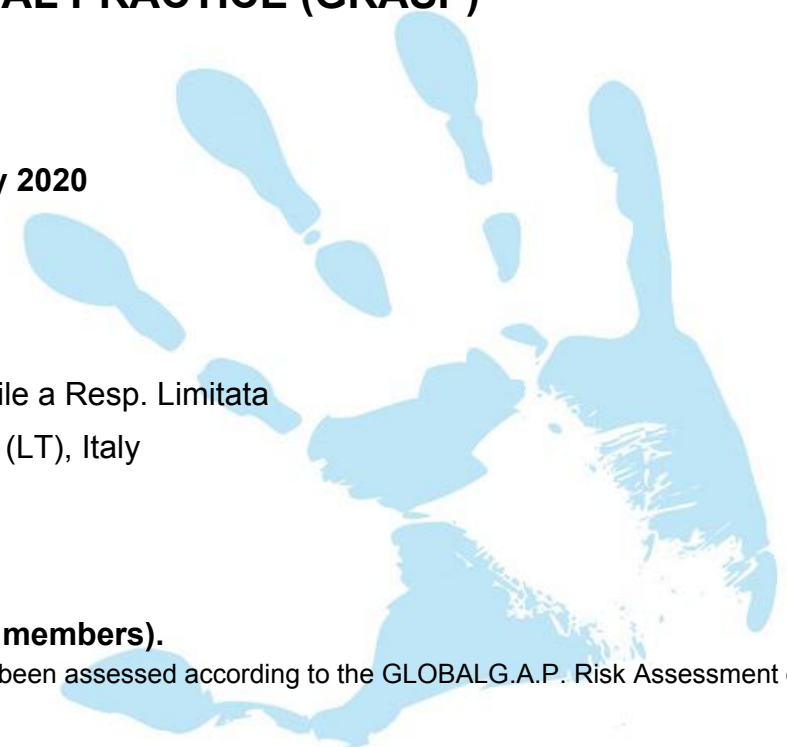 AL PRACTICE (GRASP)
y 2020
ile a Resp. Limitata
(LT), Italy
members).
been assessed according to the GLOBALG.A.P. Risk Assessment